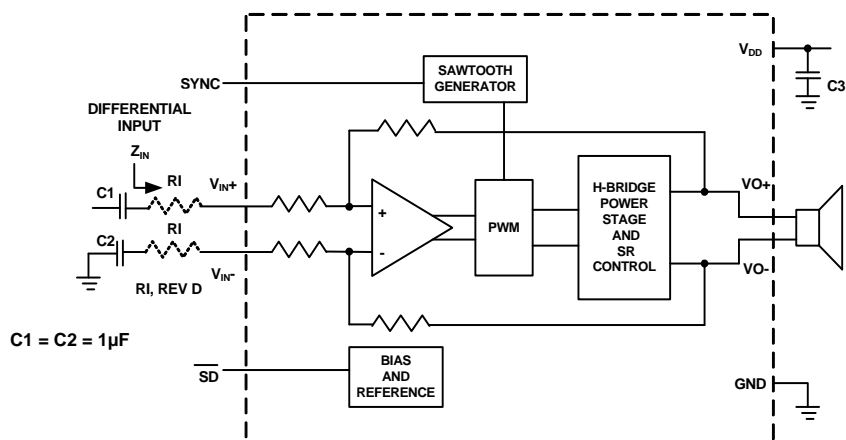 V_DD
SAWTOOTH
GENERATOR
SYNC
C3
DIFFERENTIAL
INPUT
Z_IN
RI
C1
V_IN+
VO+
H-BRIDGE
POWER
STAGE
AND
SR
CONTROL
+
PWM
RI
C2
-
V_IN-
VO-
RI, REV D
C1 = C2 = 1µF
BIAS
AND
REFERENCE
SD
GND